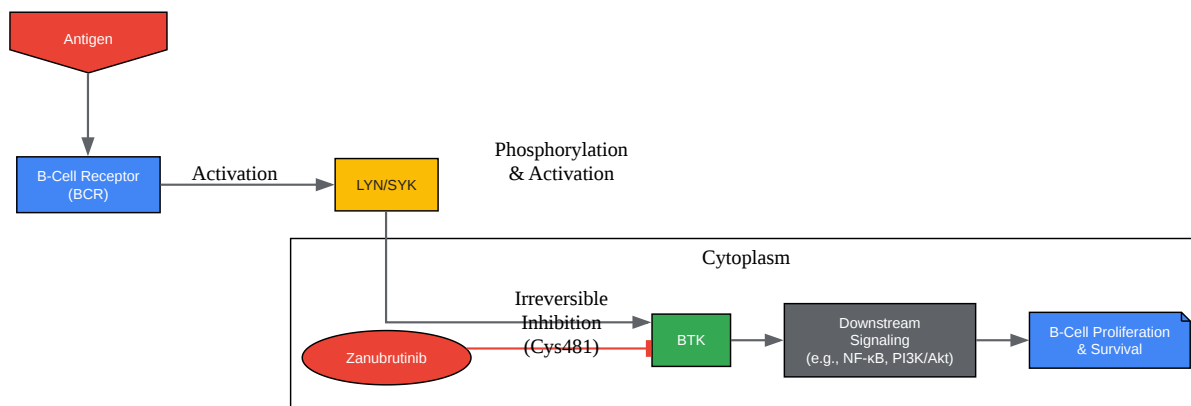 Antigen
B-Cell Receptor
(BCR)
Activation
LYN/SYK
Phosphorylation
& Activation
Cytoplasm
Irreversible
Inhibition
(Cys481)
Zanubrutinib
BTK
Downstream
Signaling
(e.g., NF-κB, PI3K/Akt)
B-Cell Proliferation
& Survival